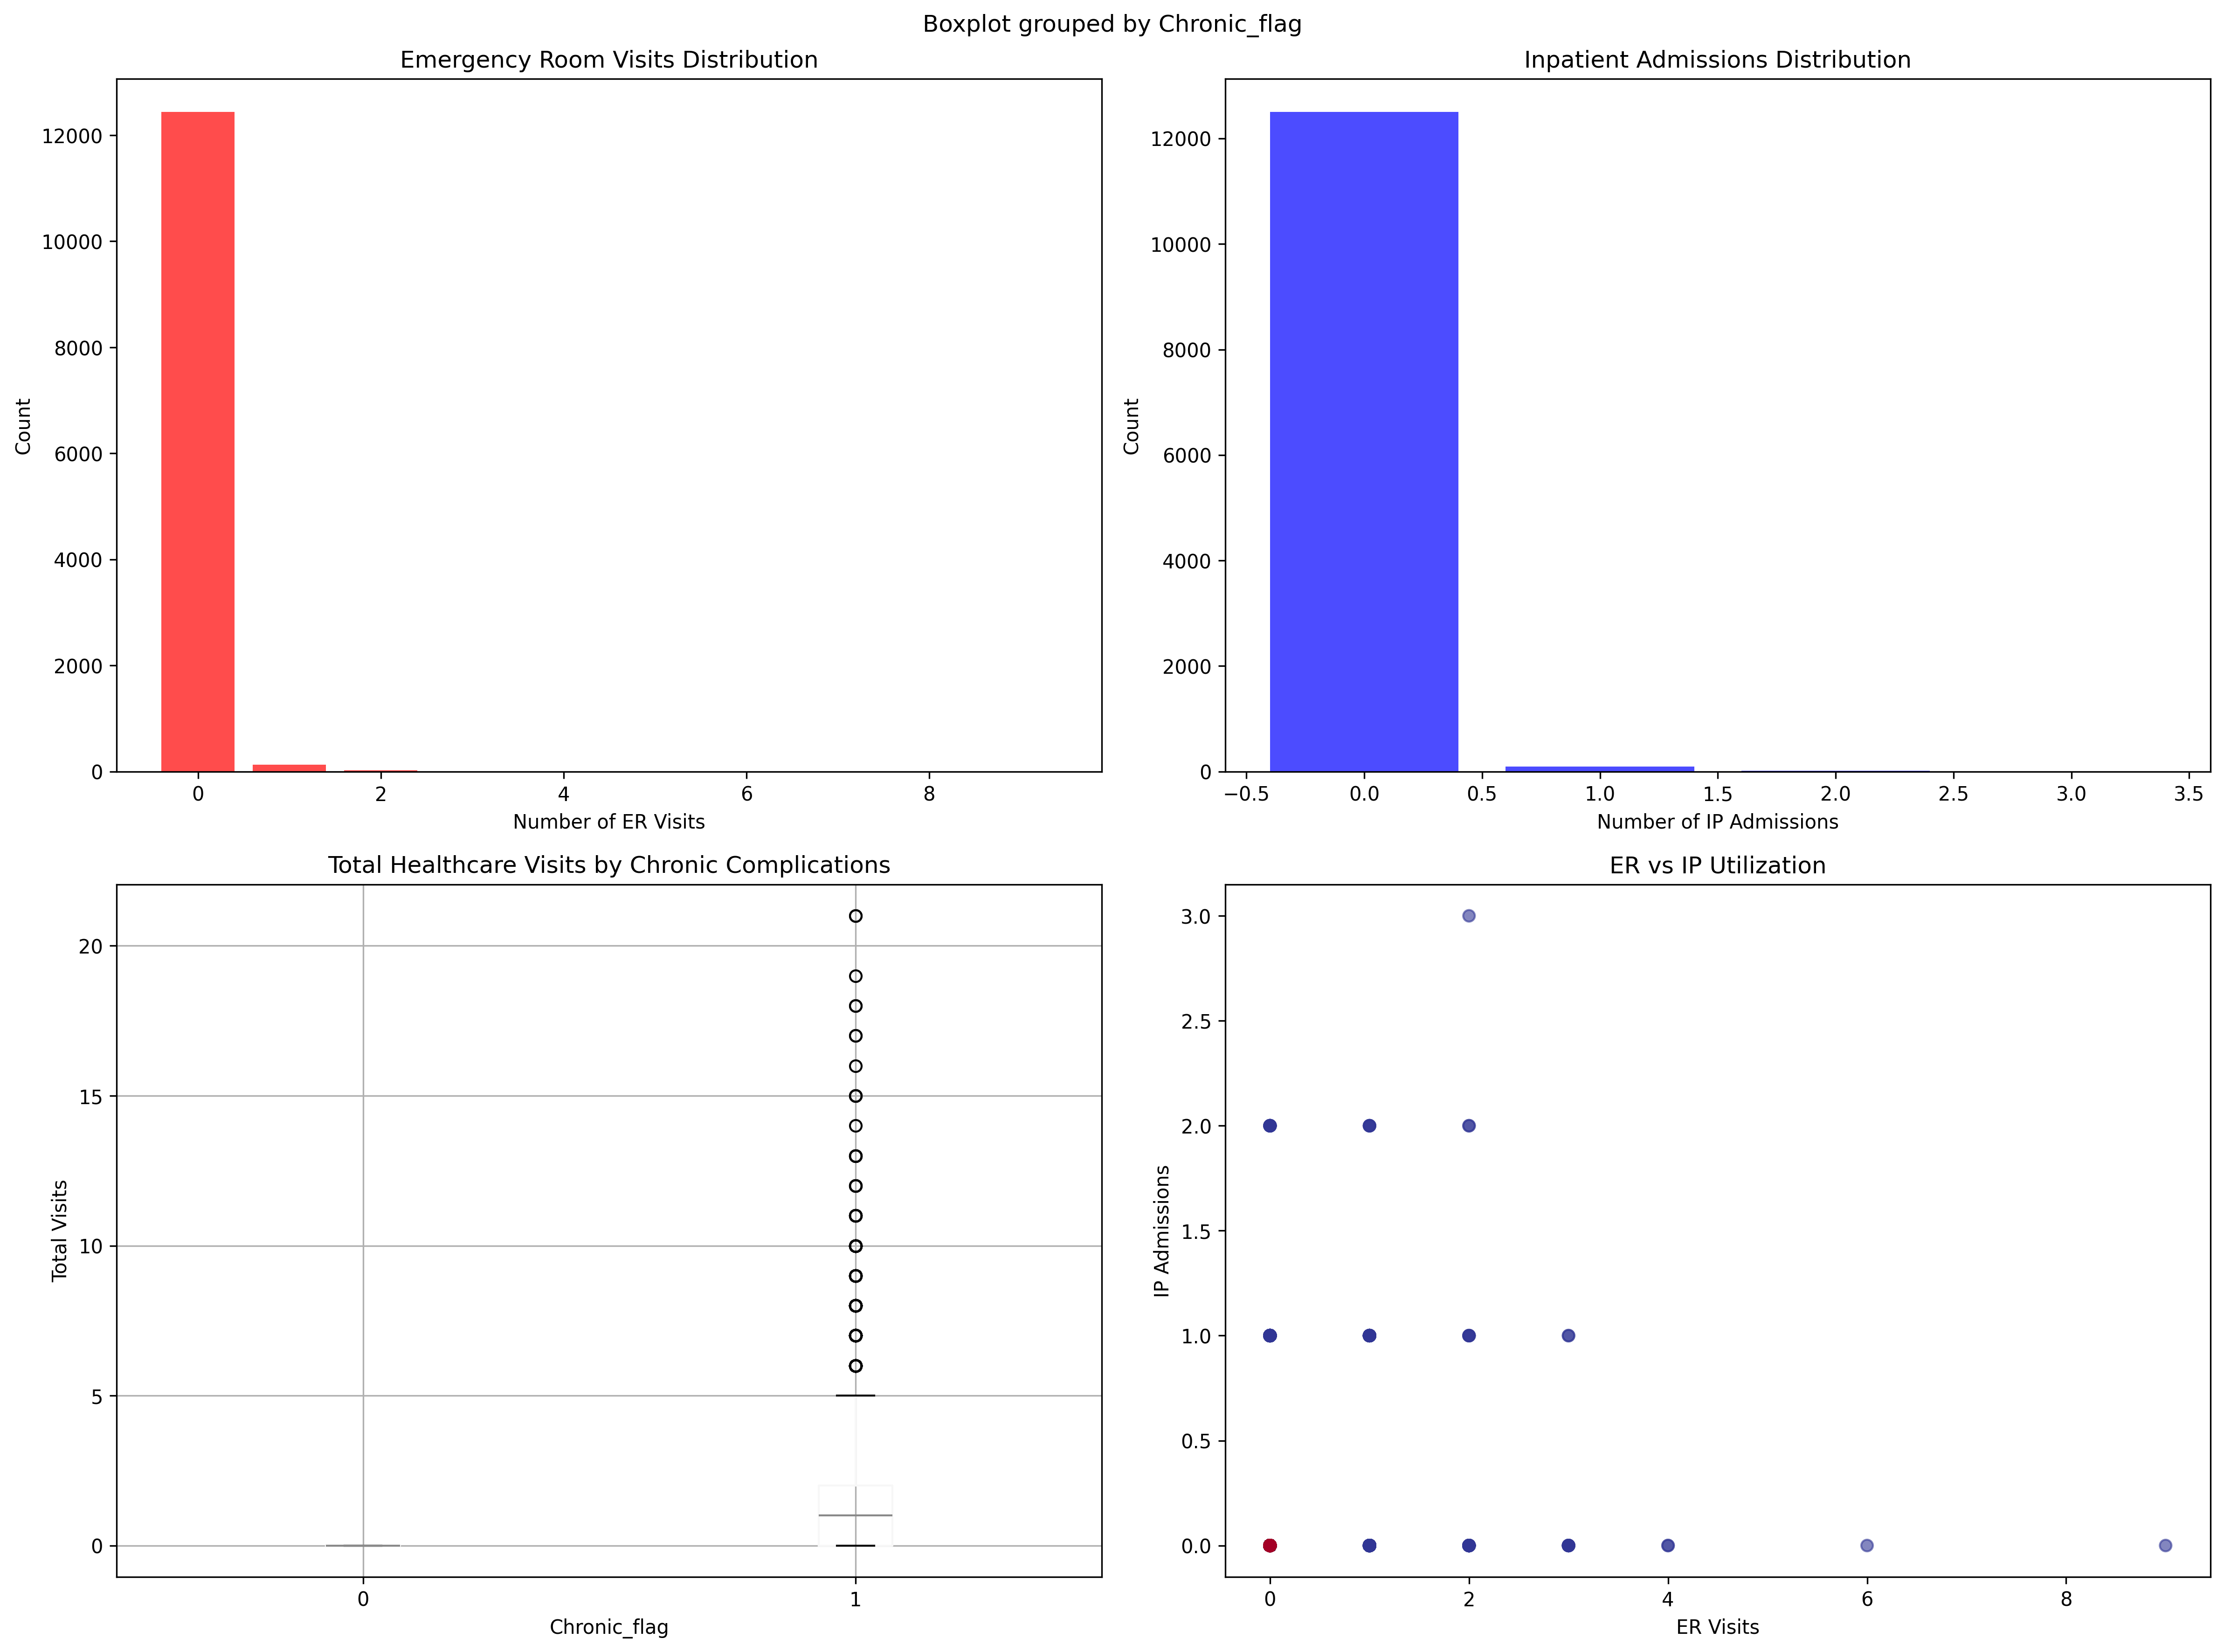 Boxplot grouped by Chronic_flag
Emergency Room Visits Distribution
12000
10000
8000
6000
4000
2000
0
Count
0 2 4 6 8
Number of ER Visits
Inpatient Admissions Distribution
12000
10000
8000
6000
4000
2000
0
Count
−0.5 0.0 0.5 1.0 1.5 2.0 2.5 3.0 3.5
Number of IP Admissions
Total Healthcare Visits by Chronic Complications
20
15
10
5
0
Total Visits
0 1
Chronic_flag
ER vs IP Utilization
3.0
2.5
2.0
1.5
1.0
0.5
0.0
IP Admissions
0 2 4 6 8
ER Visits